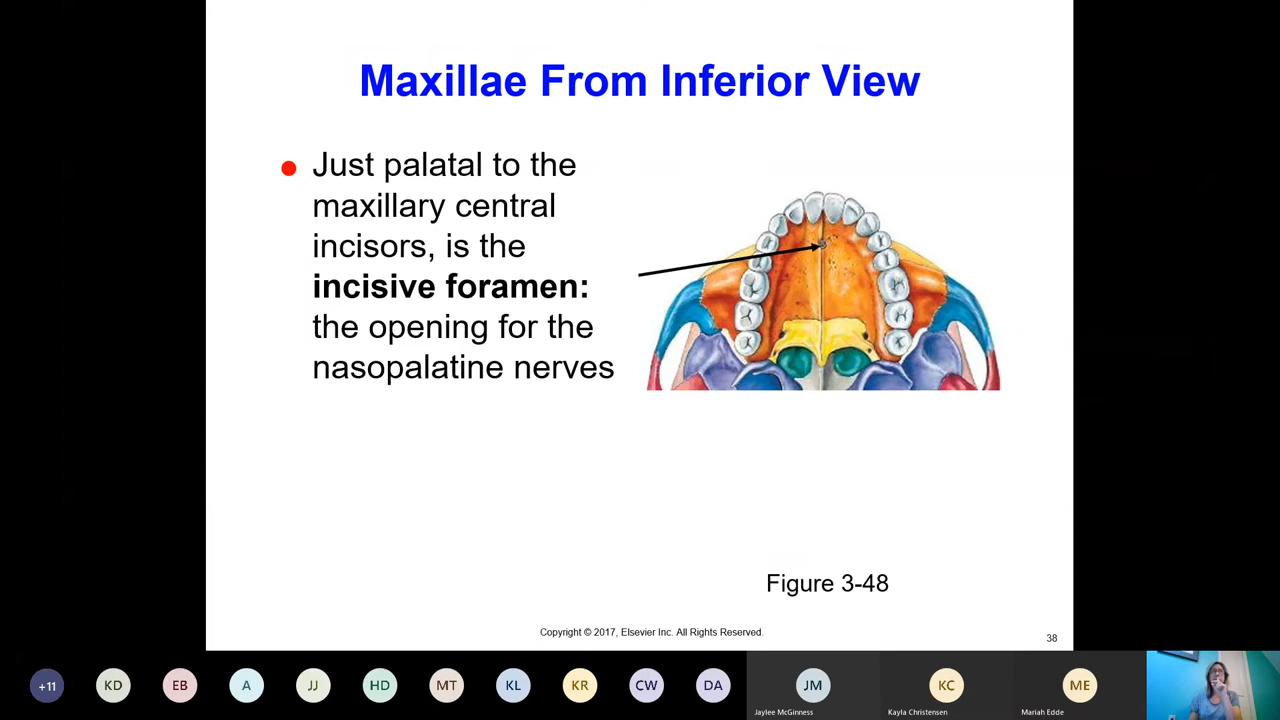 Maxillae From Inferior View
Just palatal to the
maxillary central
incisors, is the
incisive foramen:
the opening for the
nasopalatine nerves
Figure 3-48
Copyright © 2017, Elsevier Inc. All Rights Reserved.
38
+11 KD EB A JJ HD MT KL KR CW DA JM KC ME
Jaylee McGinness Kayla Christensen Mariah Edde